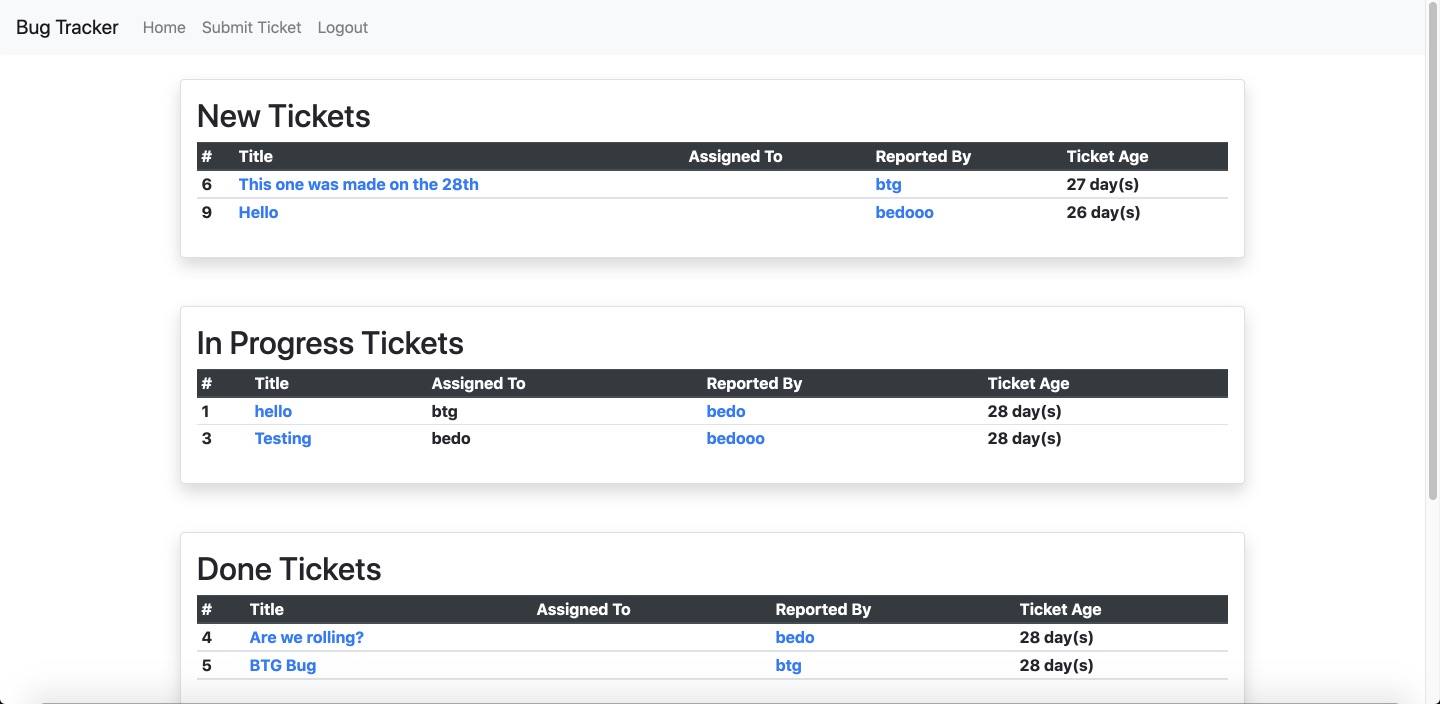 Bug Tracker Home Submit Ticket Logout
New Tickets
# Title Assigned To Reported By Ticket Age
6 This one was made on the 28th btg 27 day(s)
9 Hello bedooo 26 day(s)
In Progress Tickets
# Title Assigned To Reported By Ticket Age
1 hello btg bedo 28 day(s)
3 Testing bedo bedooo 28 day(s)
Done Tickets
# Title Assigned To Reported By Ticket Age
4 Are we rolling? bedo 28 day(s)
5 BTG Bug btg 28 day(s)